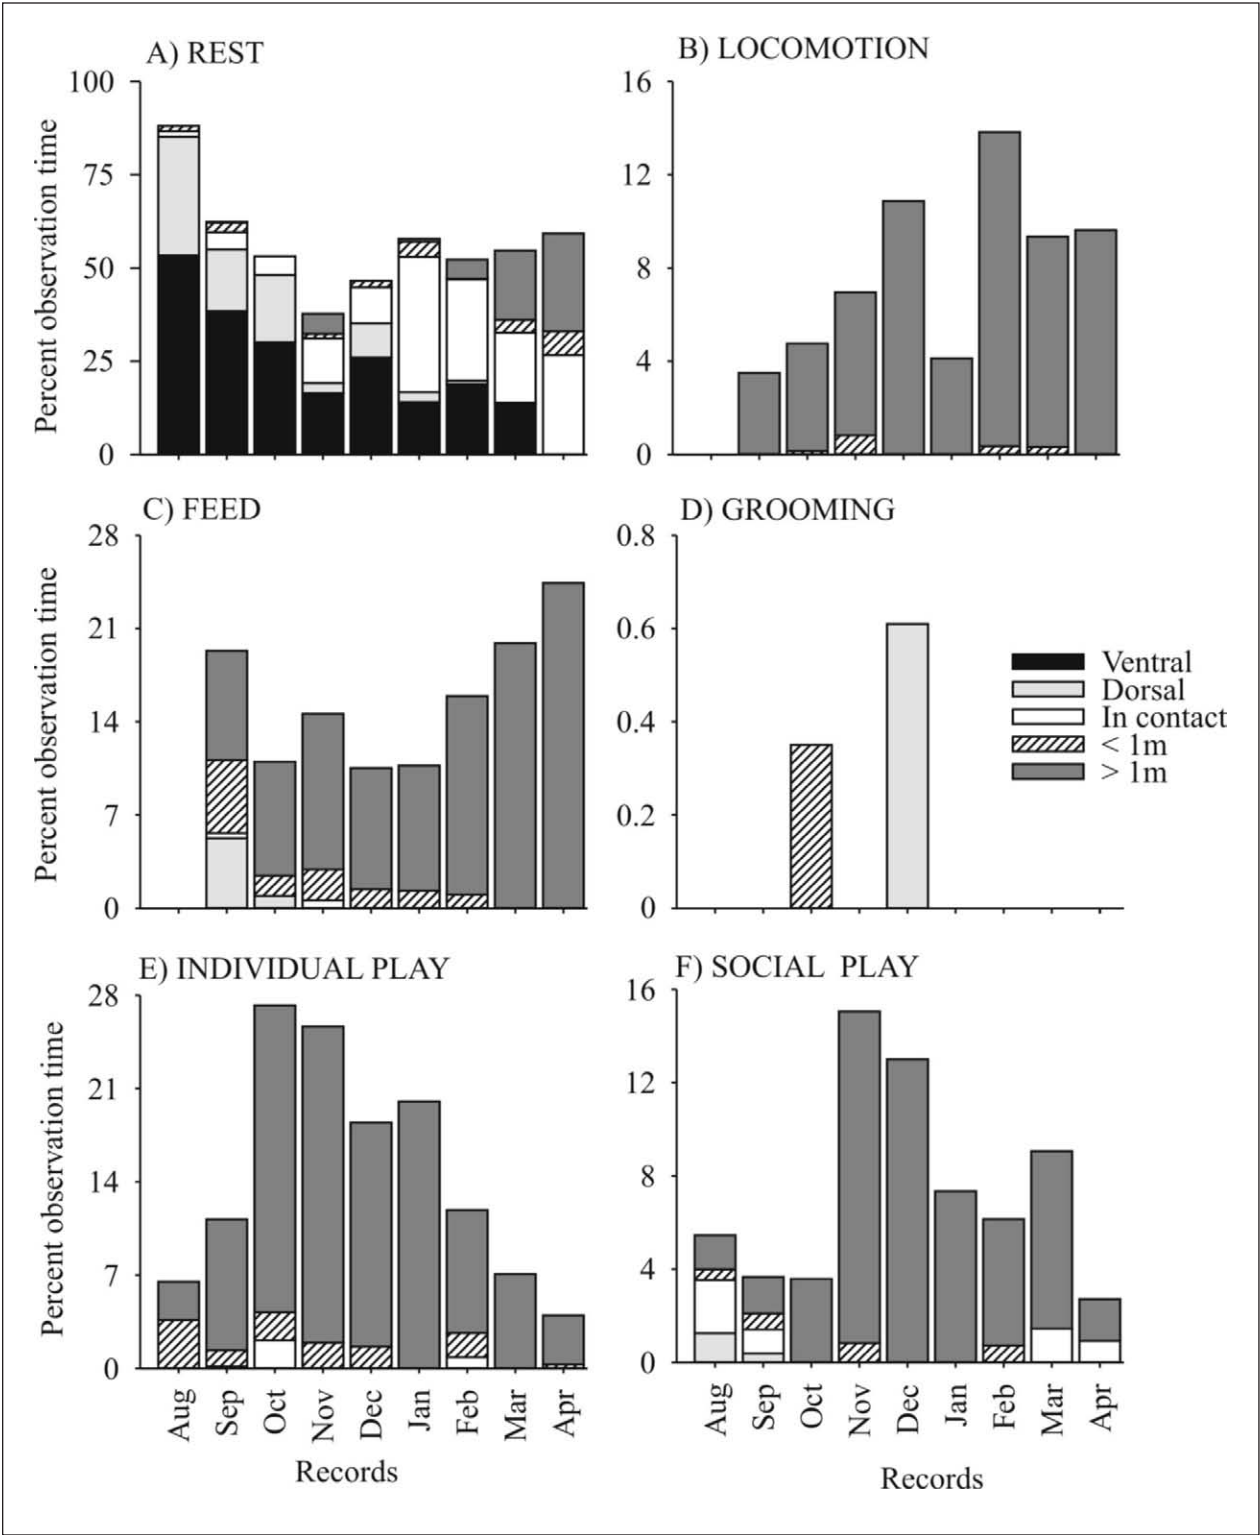 A) REST
Percent observation time
100
75
50
25
0
B) LOCOMOTION
16
12
8
4
0
C) FEED
Percent observation time
28
21
14
7
0
D) GROOMING
0.8
0.6
0.4
0.2
0
Ventral
Dorsal
In contact
< 1m
> 1m
E) INDIVIDUAL PLAY
Percent observation time
28
21
14
7
0
Aug Sep Oct Nov Dec Jan Feb Mar Apr
Records
F) SOCIAL PLAY
16
12
8
4
0
Aug Sep Oct Nov Dec Jan Feb Mar Apr
Records